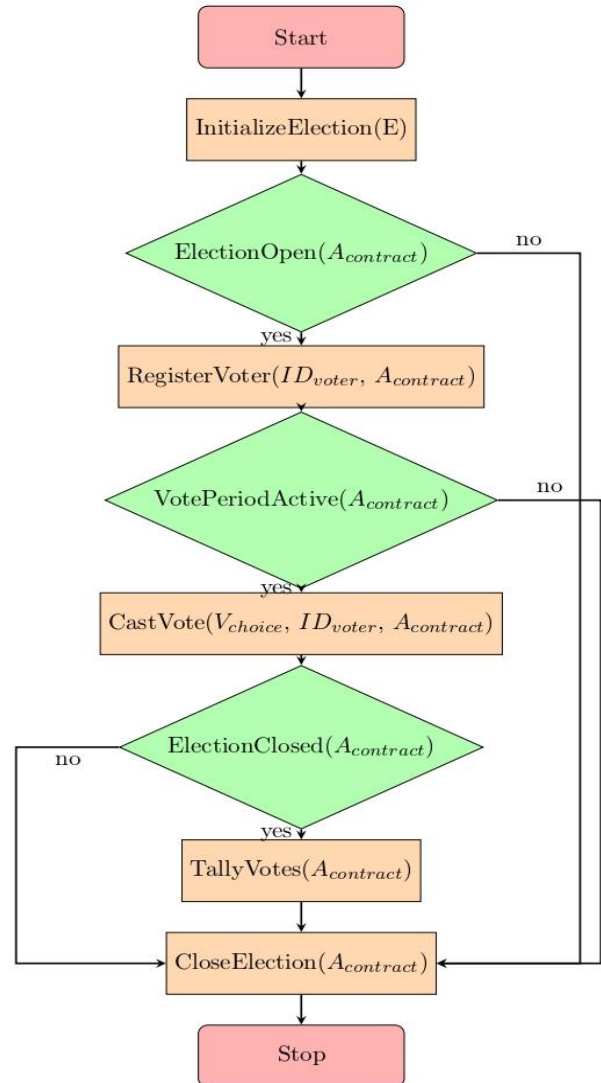 Start
InitializeElection(E)
ElectionOpen(A_contract)
no
yes
RegisterVoter(ID_voter, A_contract)
VotePeriodActive(A_contract)
no
yes
CastVote(V_choice, ID_voter, A_contract)
ElectionClosed(A_contract)
no
yes
TallyVotes(A_contract)
CloseElection(A_contract)
Stop